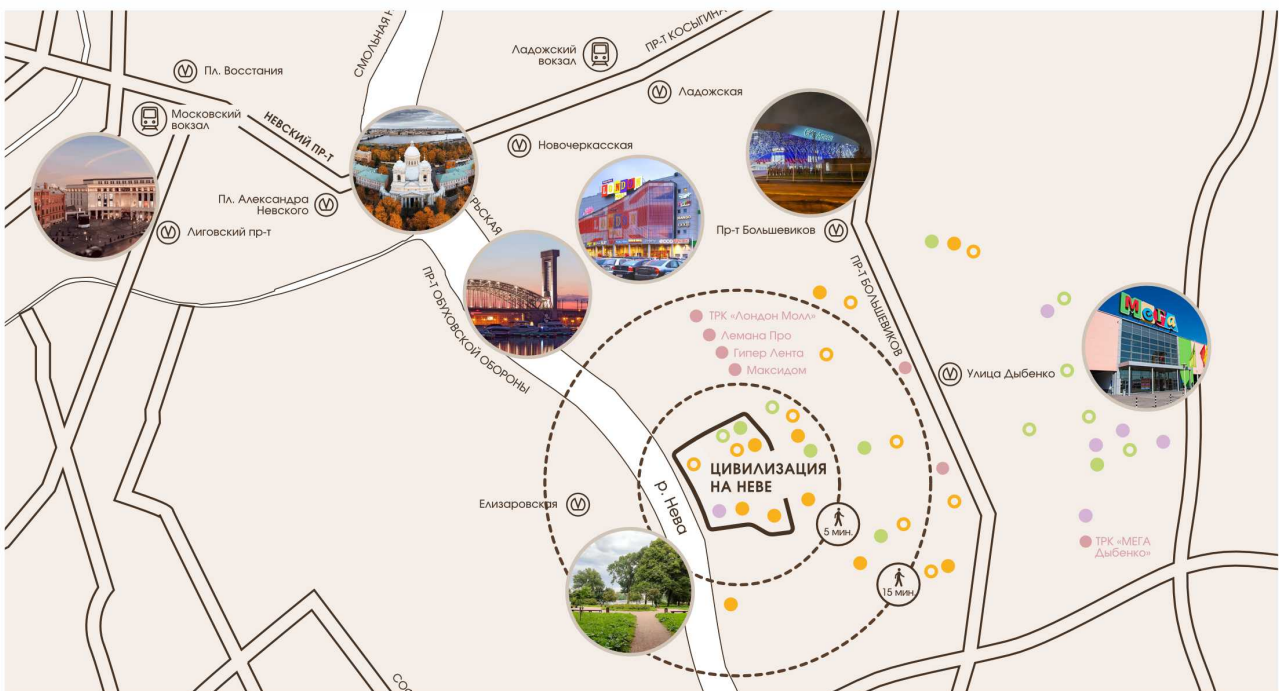 СМОЛЬНАЯ Н
ПР-Т КОСЫГИНА
Ладожский
вокзал
Пл. Восстания
Ладожская
Московский
вокзал
НЕВСКИЙ ПР-Т
Новочеркасская
Пл. Александра
Невского
Лиговский пр-т
РЬСКАЯ
Пр-т Большевиков
ПР-Т ОБУХОВСКОЙ ОБОРОНЫ
ПР-Т БОЛЬШЕВИКОВ
МЕГА
ТРК «Лондон Молл»
Лемана Про
Гипер Лента
Максидом
Улица Дыбенко
ЦИВИЛИЗАЦИЯ
НА НЕВЕ
р. Нева
Елизаровская
5 мин.
15 мин.
ТРК «МЕГА
Дыбенко»
СОС